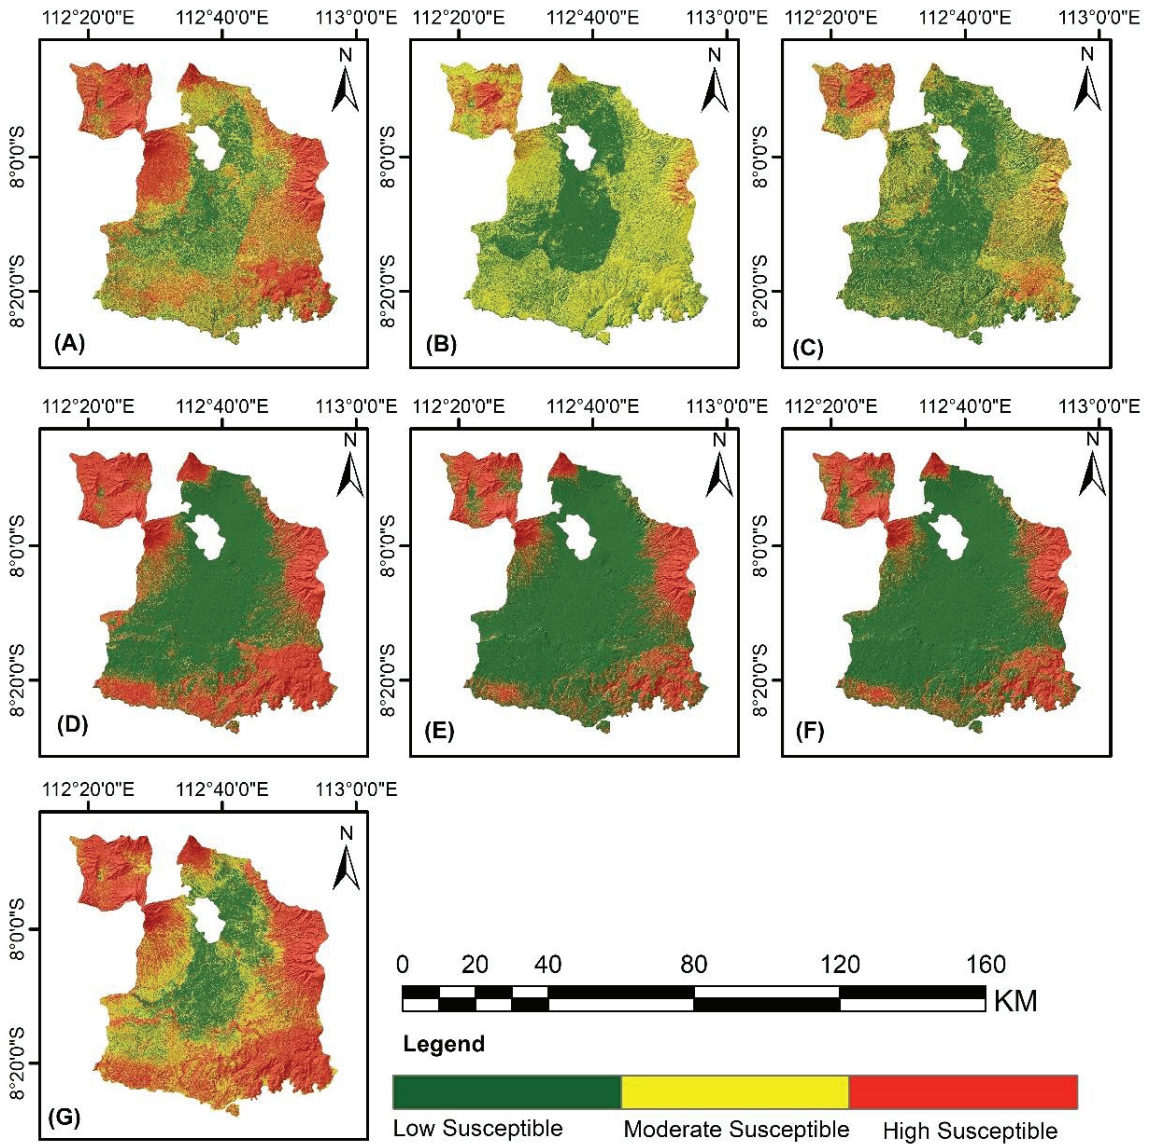 112°20'0"E 112°40'0"E 113°0'0"E 112°20'0"E 112°40'0"E 113°0'0"E 112°20'0"E 112°40'0"E 113°0'0"E
N N N
8°0'0"S 8°0'0"S 8°0'0"S
8°20'0"S 8°20'0"S 8°20'0"S
(A) (B) (C)
112°20'0"E 112°40'0"E 113°0'0"E 112°20'0"E 112°40'0"E 113°0'0"E 112°20'0"E 112°40'0"E 113°0'0"E
N N N
8°0'0"S 8°0'0"S 8°0'0"S
8°20'0"S 8°20'0"S 8°20'0"S
(D) (E) (F)
112°20'0"E 112°40'0"E 113°0'0"E
N
8°0'0"S
8°20'0"S
(G)
0 20 40 80 120 160
KM
Legend
Low Susceptible Moderate Susceptible High Susceptible